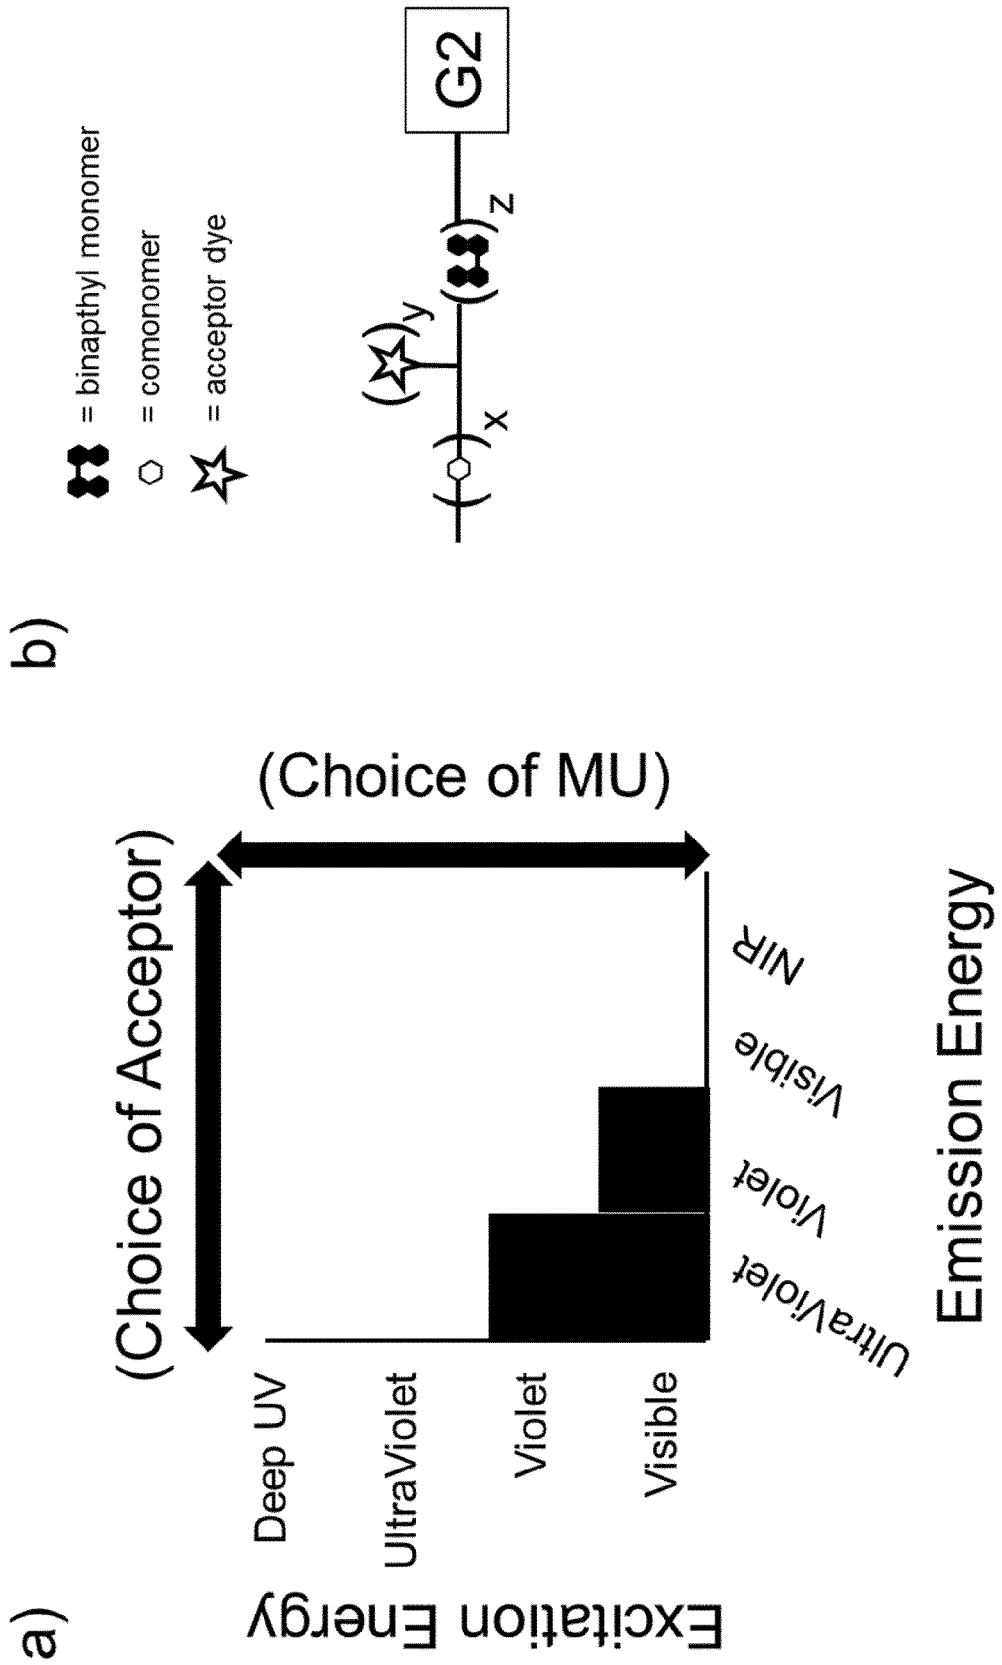 a)
(Choice of Acceptor)
(Choice of MU)
Excitation Energy
Deep UV
UltraViolet
Violet
Visible
UltraViolet
Violet
Visible
NIR
Emission Energy
b)
= binapthyl monomer
= comonomer
= acceptor dye
( )x
( )y
( )z
G2